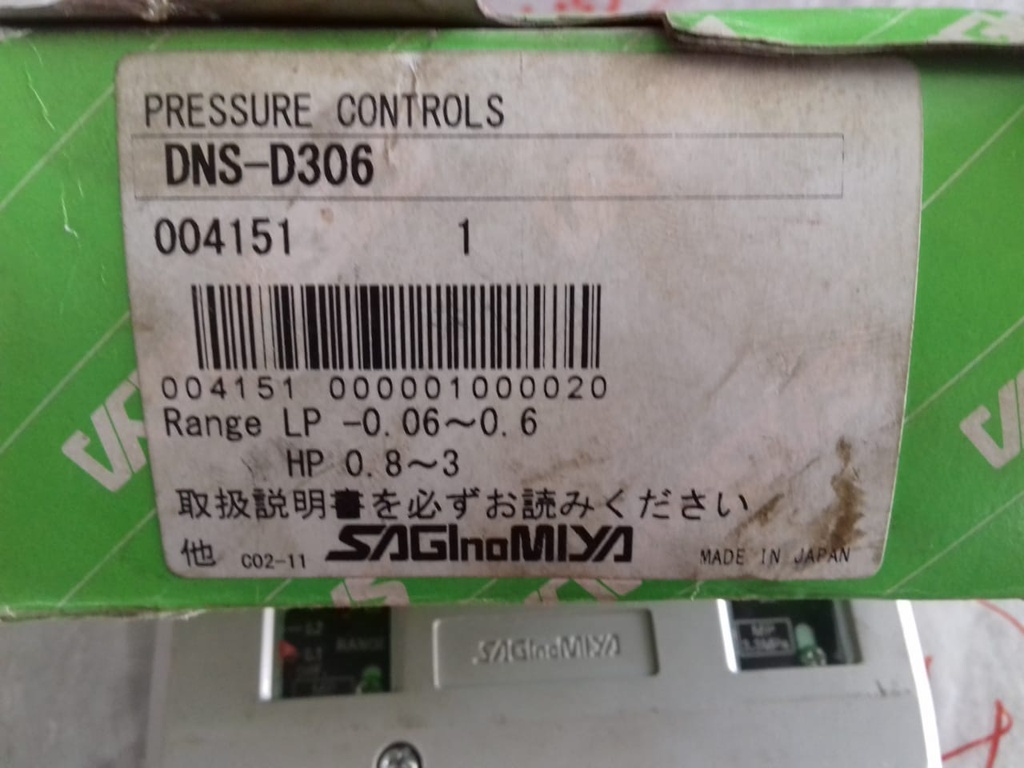 PRESSURE CONTROLS
DNS-D306
004151 1
004151 000001000020
Range LP -0.06～0.6
HP 0.8～3
取扱説明書を必ずお読みください
他 C02-11 SAGInoMIYA MADE IN JAPAN
RANGE
SAGInoMIYA